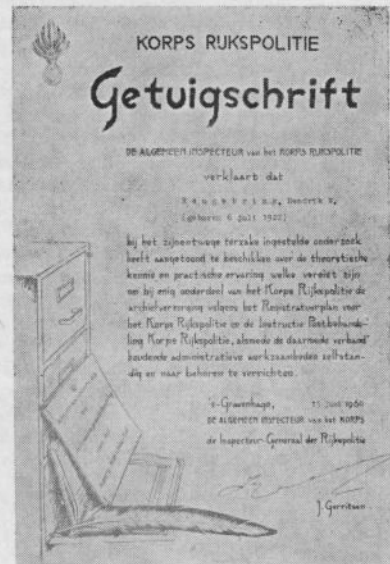 KORPS RIJKSPOLITIE
Getuigschrift
DE ALGEMEEN INSPECTEUR van het KORPS RIJKSPOLITIE
verklaart dat
Hendrik
(geboren 6 juli 1922)
bij het zijnentwege terzake ingestelde onderzoek
heeft aangetoond te beschikken over de theoretische
kennis en practische ervaring welke vereist zijn
om bij enig onderdeel van het Korps Rijkspolitie de
archiefverzorging volgens het Registratuurplan voor
het Korps Rijkspolitie en de Instructie Postbehande-
ling Korps Rijkspolitie, alsmede de daarmede verband
houdende administratieve werkzaamheden zelfstan-
dig en naar behoren te verrichten.
's-Gravenhage, 15 juni 1960
DE ALGEMEEN INSPECTEUR van het KORPS
de Inspecteur-Generaal der Rijkspolitie
J. Gerritsen